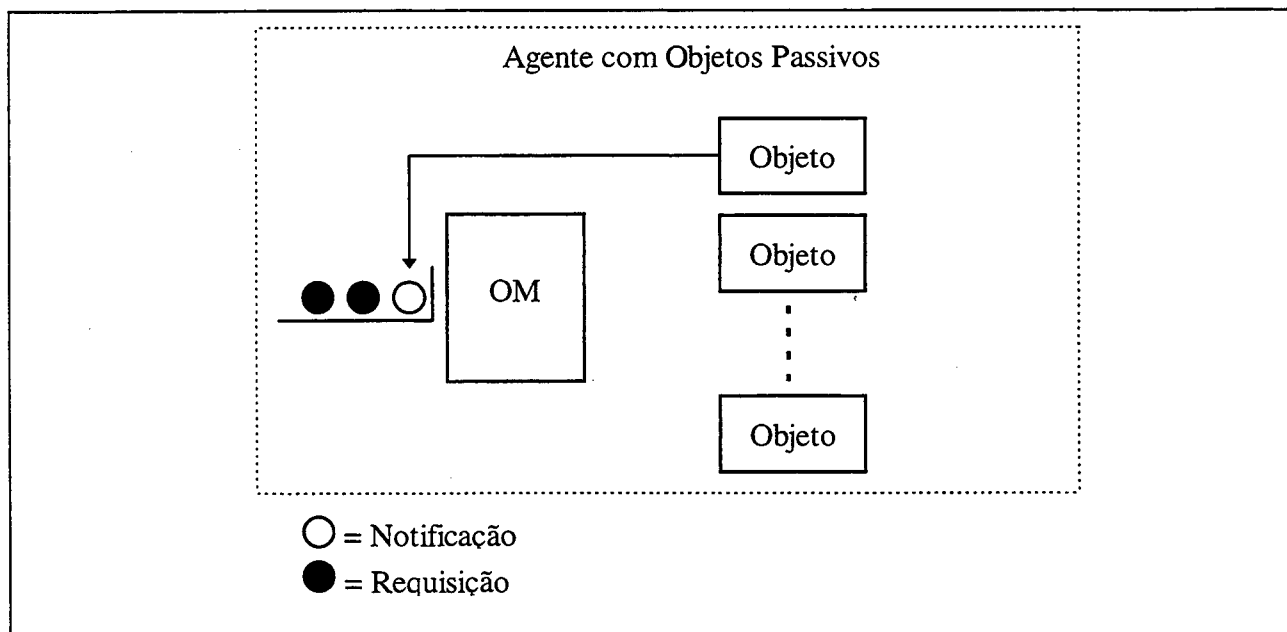 Agente com Objetos Passivos
Objeto
Objeto
OM
Objeto
= Notificação
= Requisição